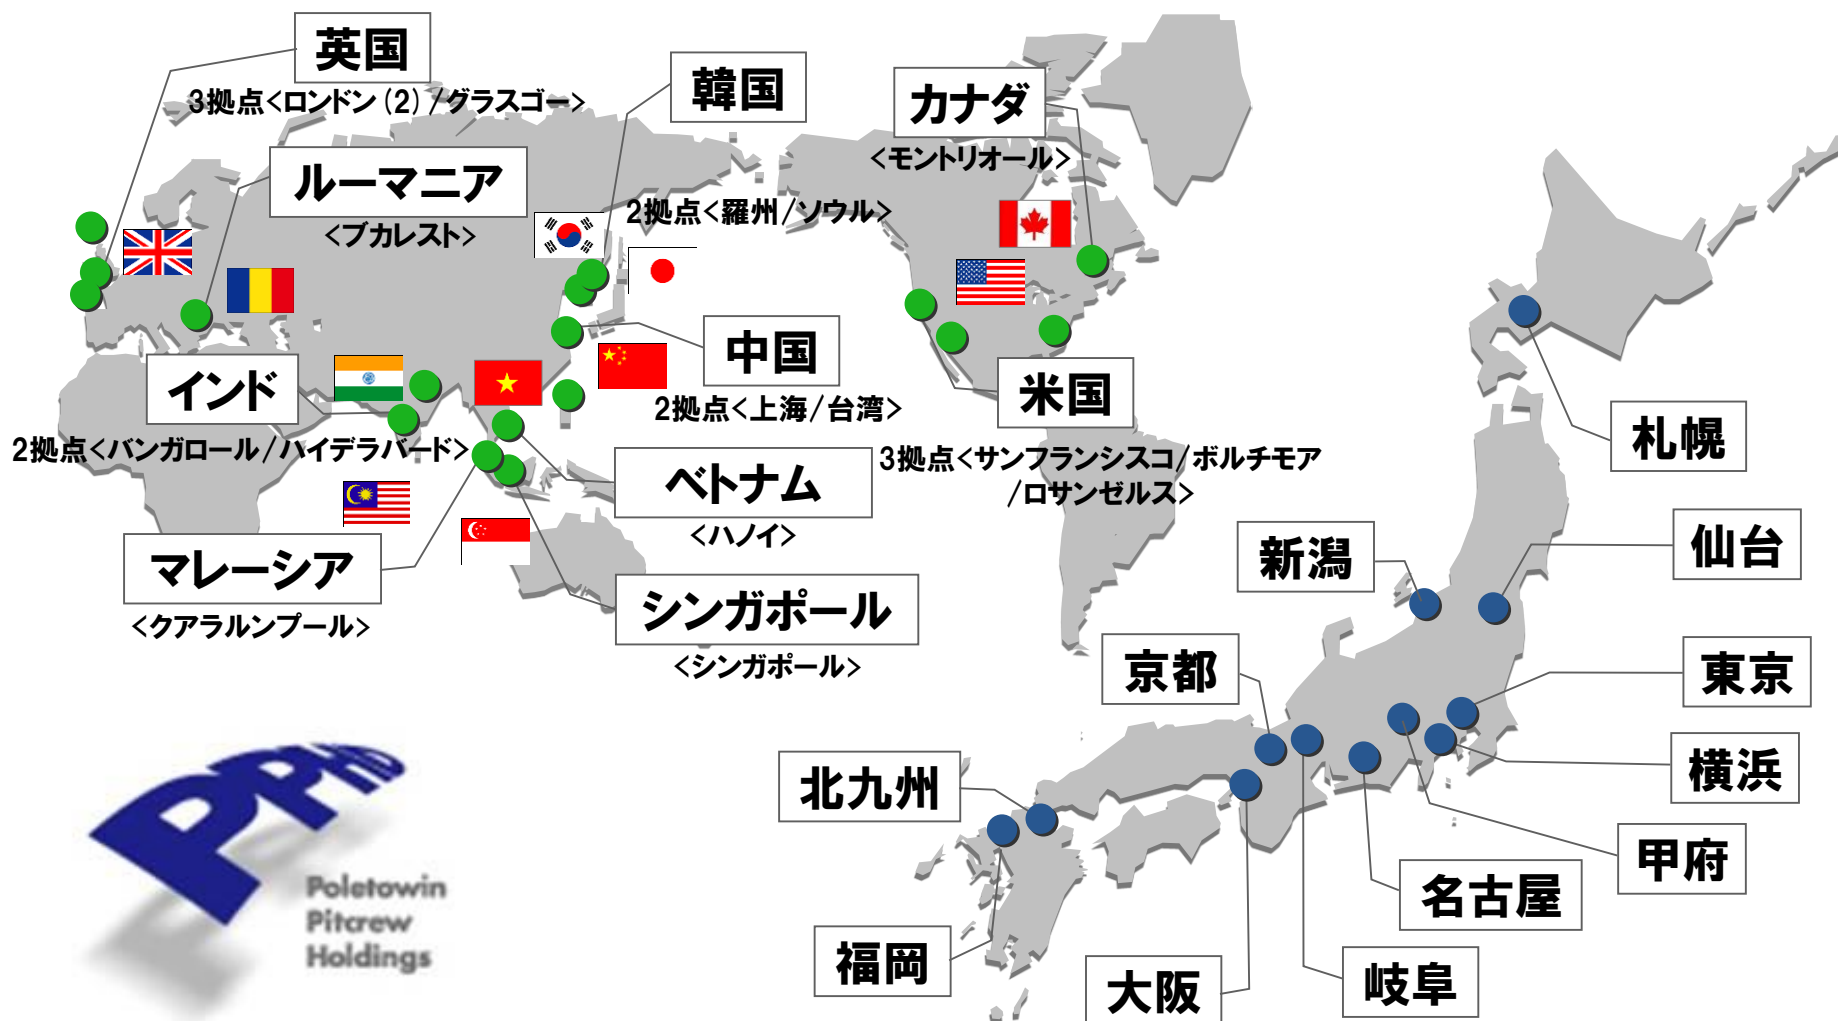 英国
3拠点<ロンドン(2)/グラスゴー>
韓国
2拠点<羅州/ソウル>
カナダ
<モントリオール>
ルーマニア
<ブカレスト>
中国
2拠点<上海/台湾>
インド
2拠点<バンガロール/ハイデラバード>
米国
3拠点<サンフランシスコ/ボルチモア
/ロサンゼルス>
ベトナム
<ハノイ>
マレーシア
<クアラルンプール>
シンガポール
<シンガポール>
札幌
仙台
新潟
京都
東京
横浜
北九州
甲府
名古屋
福岡
大阪
岐阜
PPHD
Poletowin
Pitcrew
Holdings